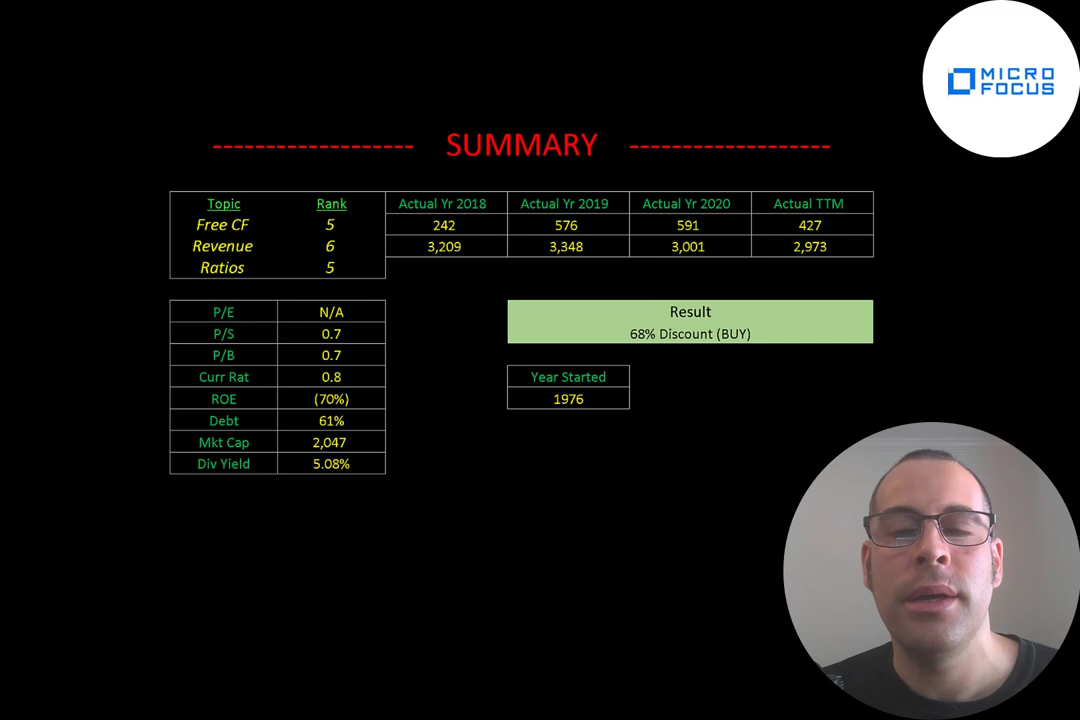 MICRO
FOCUS
------------------- SUMMARY -------------------
Topic Rank Actual Yr 2018 Actual Yr 2019 Actual Yr 2020 Actual TTM
Free CF 5 242 576 591 427
Revenue 6 3,209 3,348 3,001 2,973
Ratios 5
P/E N/A
P/S 0.7
P/B 0.7
Curr Rat 0.8
ROE (70%)
Debt 61%
Mkt Cap 2,047
Div Yield 5.08%
Result
68% Discount (BUY)
Year Started
1976